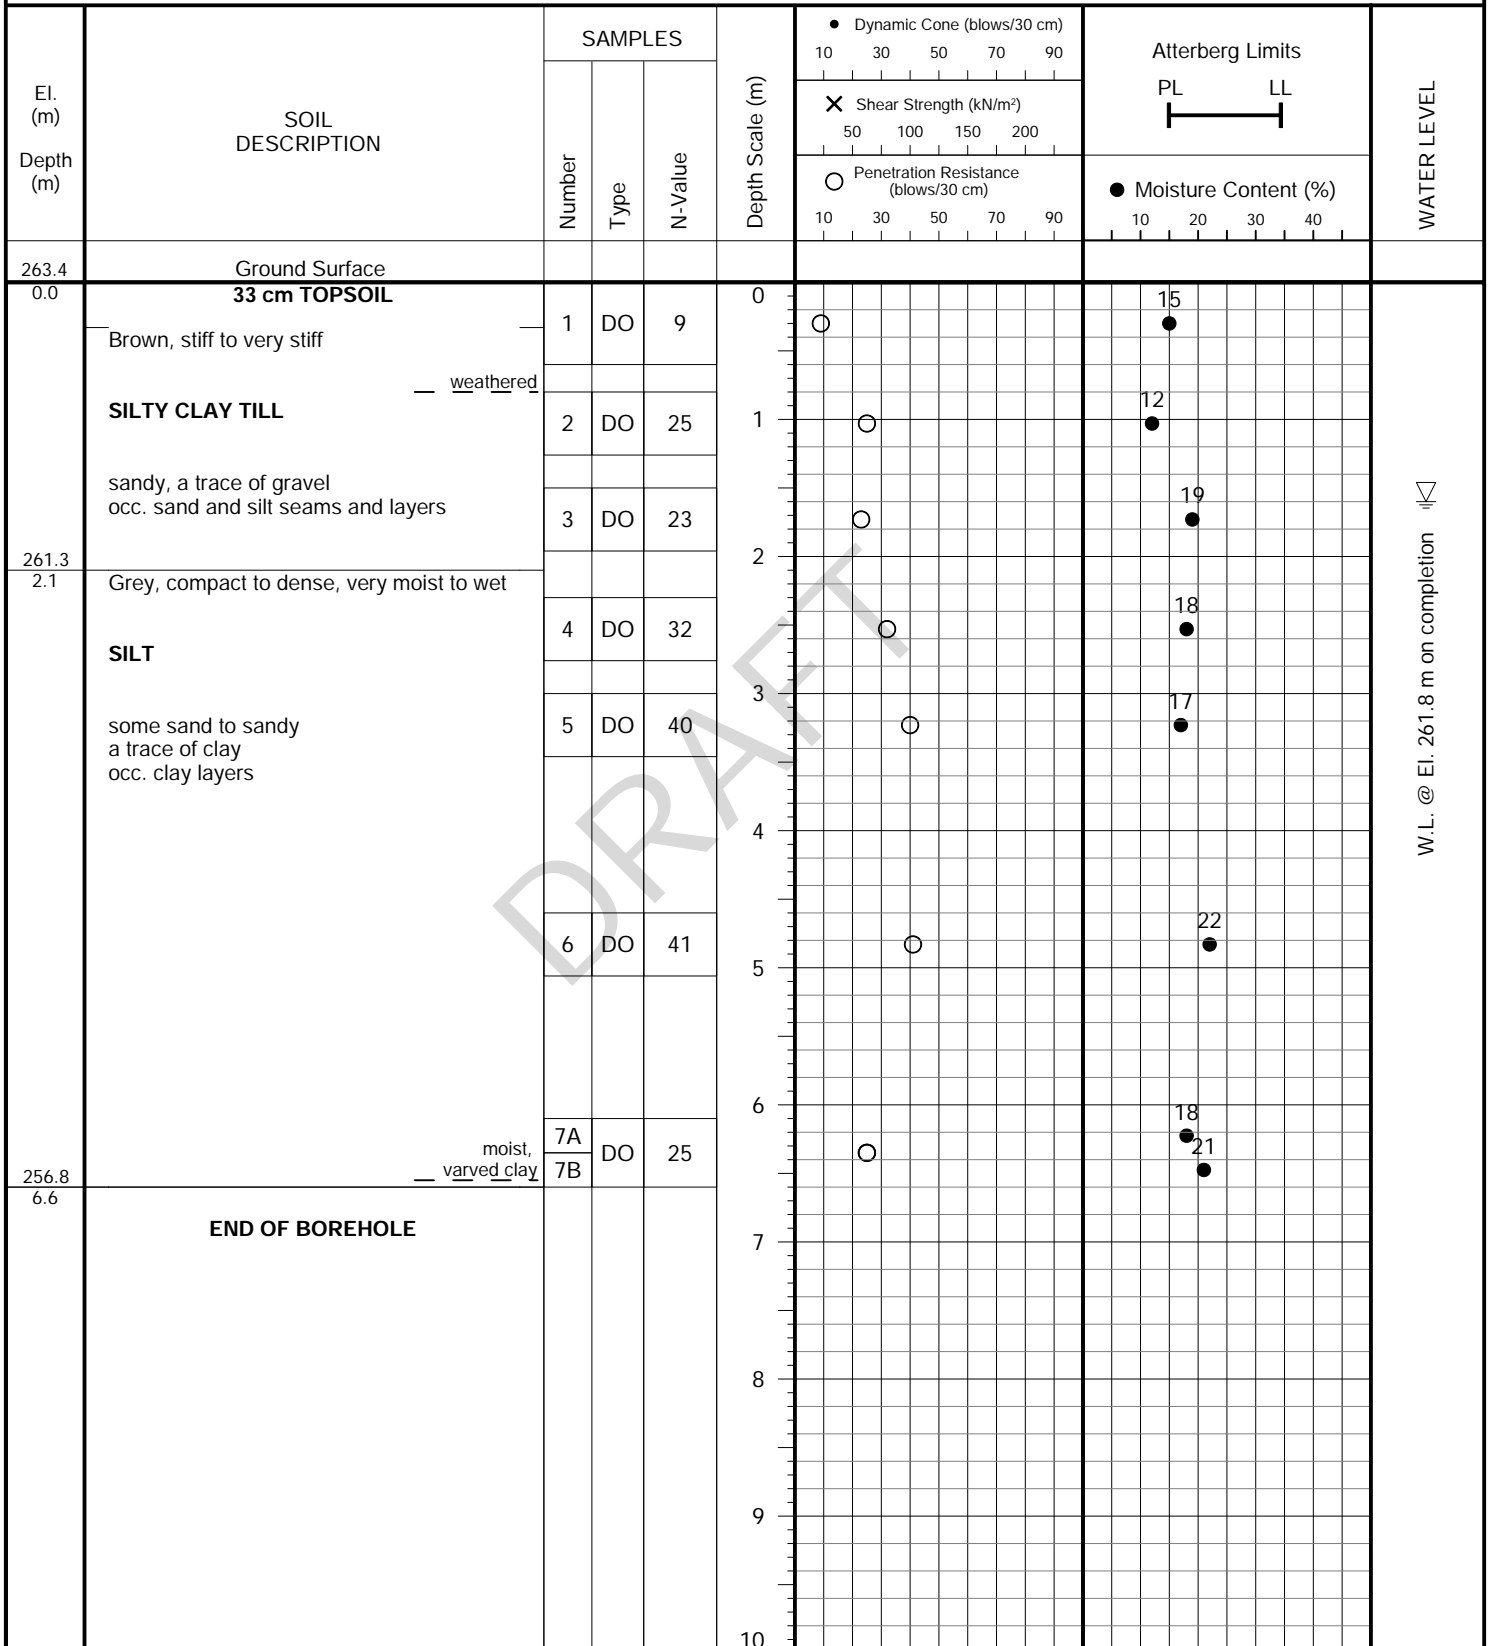 El.
(m)
Depth
(m)
SOIL
DESCRIPTION
SAMPLES
Number
Type
N-Value
Depth Scale (m)
● Dynamic Cone (blows/30 cm)
10 30 50 70 90
✕ Shear Strength (kN/m²)
50 100 150 200
○ Penetration Resistance
(blows/30 cm)
10 30 50 70 90
Atterberg Limits
PL LL
● Moisture Content (%)
10 20 30 40
WATER LEVEL
263.4 Ground Surface
0.0 33 cm TOPSOIL 0
15
1 DO 9
Brown, stiff to very stiff
weathered
12
SILTY CLAY TILL
2 DO 25 1
sandy, a trace of gravel
19
occ. sand and silt seams and layers
3 DO 23
261.3 2
2.1 Grey, compact to dense, very moist to wet
18
4 DO 32
SILT
3 17
some sand to sandy 5 DO 40
a trace of clay
occ. clay layers
4
W.L. @ El. 261.8 m on completion
22
6 DO 41
5
6 18
7A
DO 25
moist, 21
varved clay 7B
256.8
6.6
END OF BOREHOLE
7
8
9
10
DRAFT